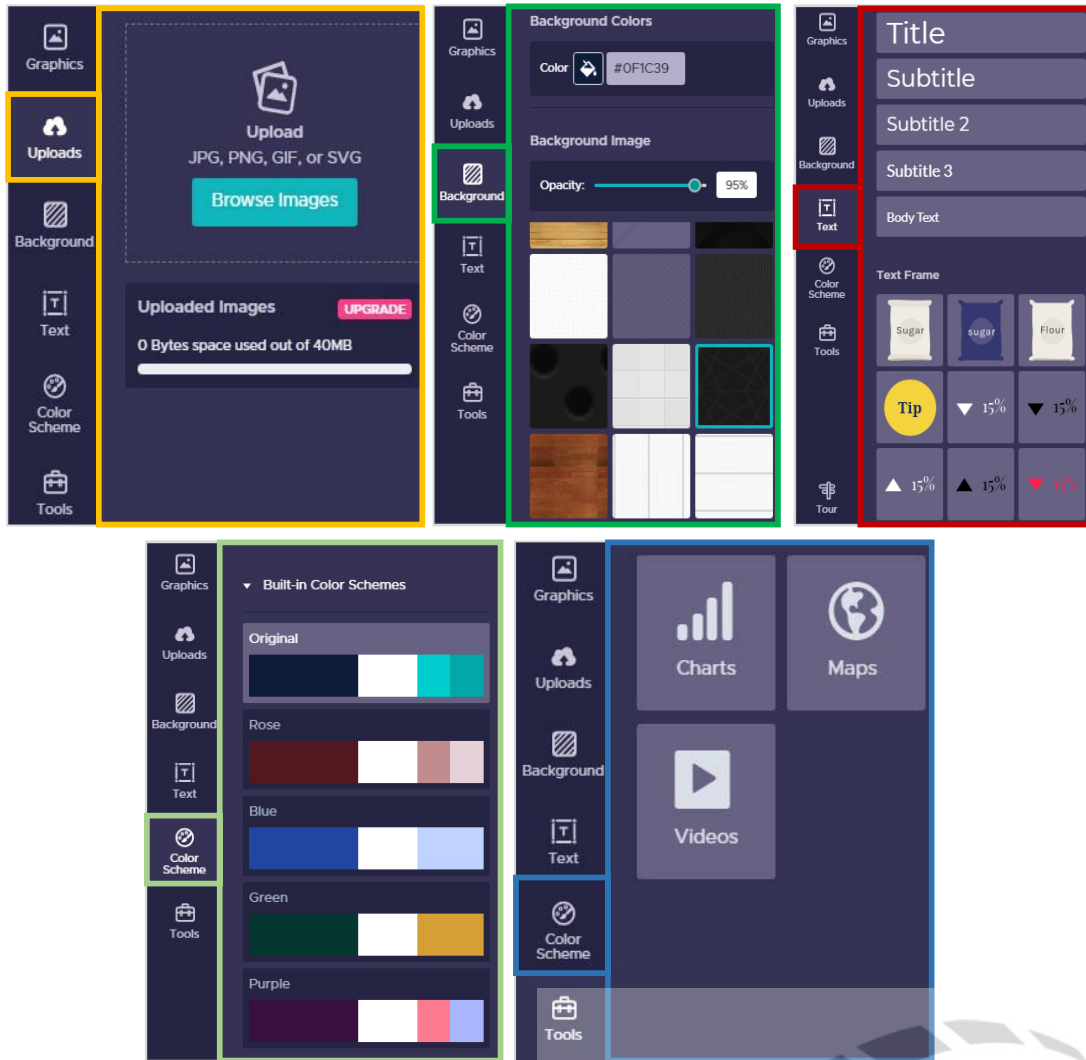 Graphics
Uploads
Background
Text
Color
Scheme
Tools
Upload
JPG, PNG, GIF, or SVG
Browse Images
Uploaded Images UPGRADE
0 Bytes space used out of 40MB
Graphics
Uploads
Background
Text
Color
Scheme
Tools
Background Colors
Color #0F1C39
Background Image
Opacity: 95%
Graphics
Uploads
Background
Text
Color
Scheme
Tools
Tour
Title
Subtitle
Subtitle 2
Subtitle 3
Body Text
Text Frame
Sugar sugar Flour
Tip 15% 15%
15% 15% 15%
Graphics
Uploads
Background
Text
Color
Scheme
Tools
Built-in Color Schemes
Original
Rose
Blue
Green
Purple
Graphics
Uploads
Background
Text
Color
Scheme
Tools
Charts Maps
Videos